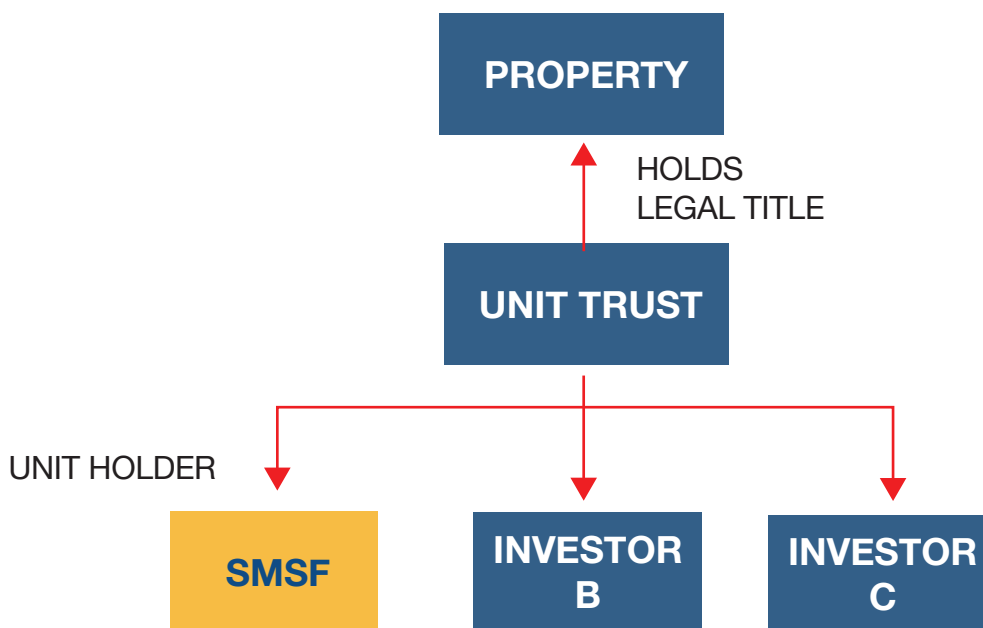 PROPERTY
HOLDS
LEGAL TITLE
UNIT TRUST
UNIT HOLDER
SMSF
INVESTOR
B
INVESTOR
C